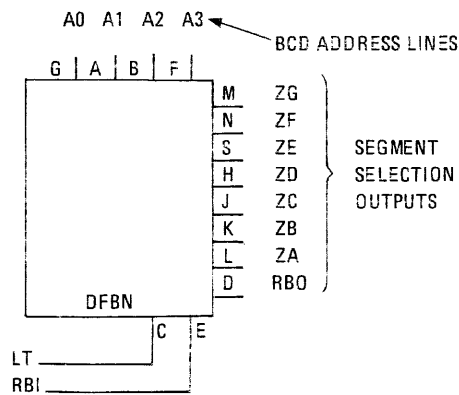 A0 A1 A2 A3
BCD ADDRESS LINES
G A B F
M ZG
N ZF
S ZE SEGMENT
H ZD SELECTION
J ZC OUTPUTS
K ZB
L ZA
D RBO
DFBN
C E
LT
RBI